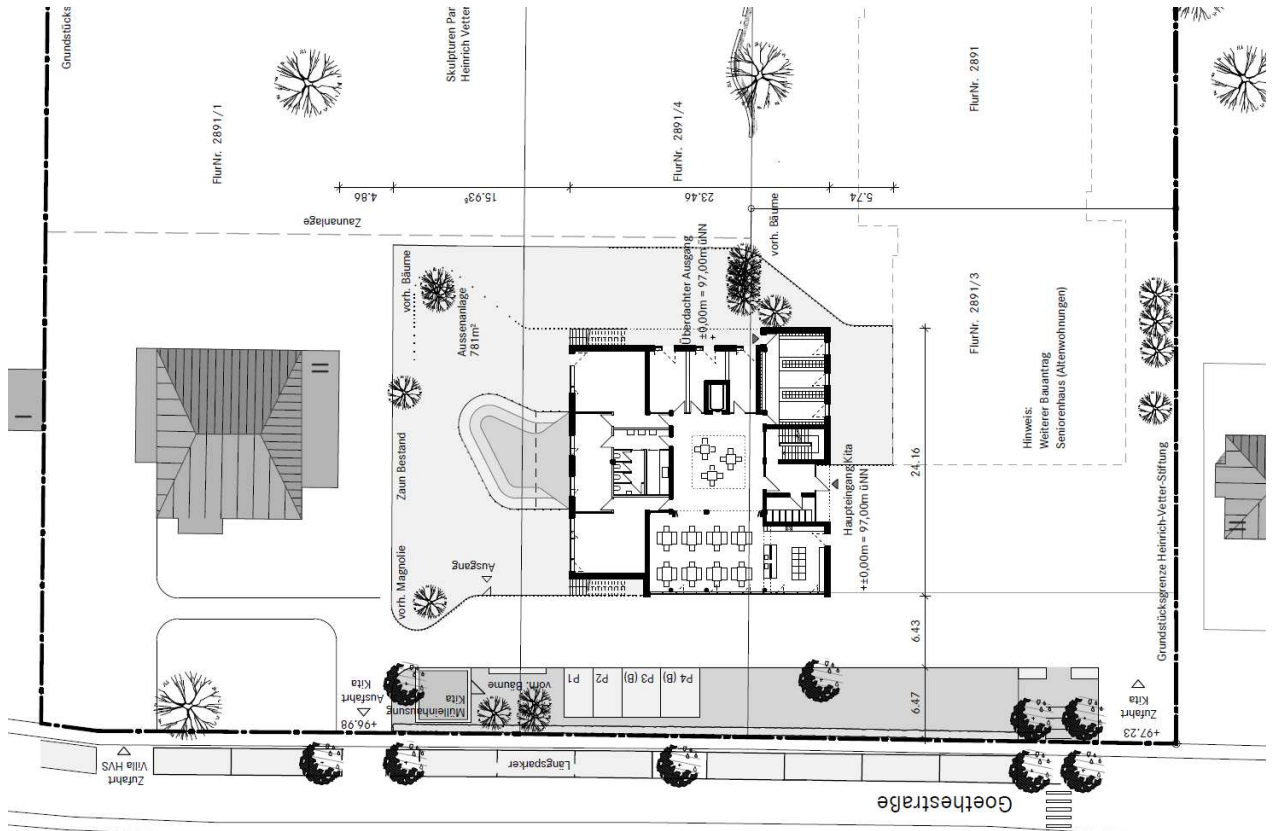 Grundstücks
Skulpturen Par
Heinrich Vetter
FlurNr. 2891/1
FlurNr. 2891/4
FlurNr. 2891
4.86
15.93⁵
23.46
5.74
Zaunanlage
vorh. Bäume
Aussenanlage
781m²
Überdachter Ausgang
±0,00m = 97,00m üNN
+
vorh. Bäume
FlurNr. 2891/3
Hinweis:
Weiterer Bauantrag
Seniorenhaus (Altenwohnungen)
II
I
Zaun Bestand
24.16
II
Haupteingang Kita
+±0,00m = 97,00m üNN
vorh. Magnolie
Ausgang
6.43
Grundstücksgrenze Heinrich-Vetter-Stiftung
Ausfahrt
Kita
+96.98
Mülleinhausung
Kita
vorh. Bäume
P1
P2
P3 (B)
P4 (B)
6.47
Zufahrt
Kita
+97.23
Zufahrt
Villa HVS
Längsparker
Goethestraße